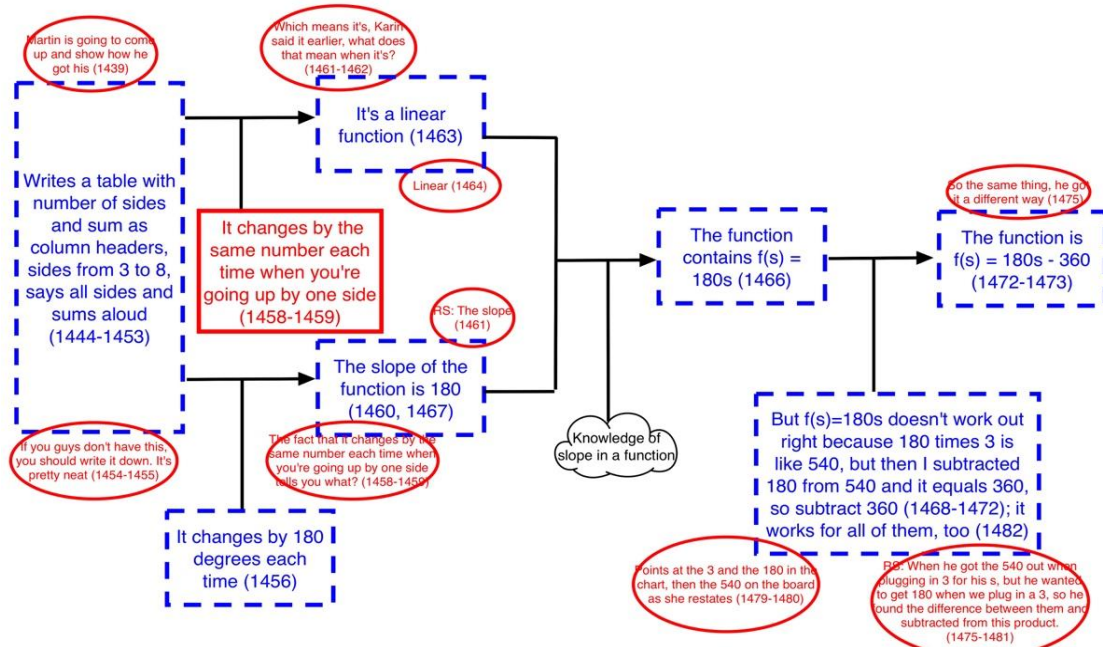 Martin is going to come
up and show how he
got his (1439)
Writes a table with
number of sides
and sum as
column headers,
sides from 3 to 8,
says all sides and
sums aloud
(1444-1453)
If you guys don't have this,
you should write it down. It's
pretty neat (1454-1455)
It changes by the
same number each
time when you're
going up by one side
(1458-1459)
It changes by 180
degrees each
time (1456)
Which means it's, Karin
said it earlier, what does
that mean when it's?
(1461-1462)
It's a linear
function (1463)
Linear (1464)
RS: The slope
(1461)
The slope of the
function is 180
(1460, 1467)
The fact that it changes by the
same number each time when
you're going up by one side
tells you what? (1458-1459)
Knowledge of
slope in a function
The function
contains f(s) =
180s (1466)
So the same thing, he got
it a different way (1475)
The function is
f(s) = 180s - 360
(1472-1473)
But f(s)=180s doesn't work out
right because 180 times 3 is
like 540, but then I subtracted
180 from 540 and it equals 360,
so subtract 360 (1468-1472); it
works for all of them, too (1482)
Points at the 3 and the 180 in the
chart, then the 540 on the board
as she restates (1479-1480)
RS: When he got the 540 out when
plugging in 3 for his s, but he wanted
to get 180 when we plug in a 3, so he
found the difference between them and
subtracted from this product.
(1475-1481)